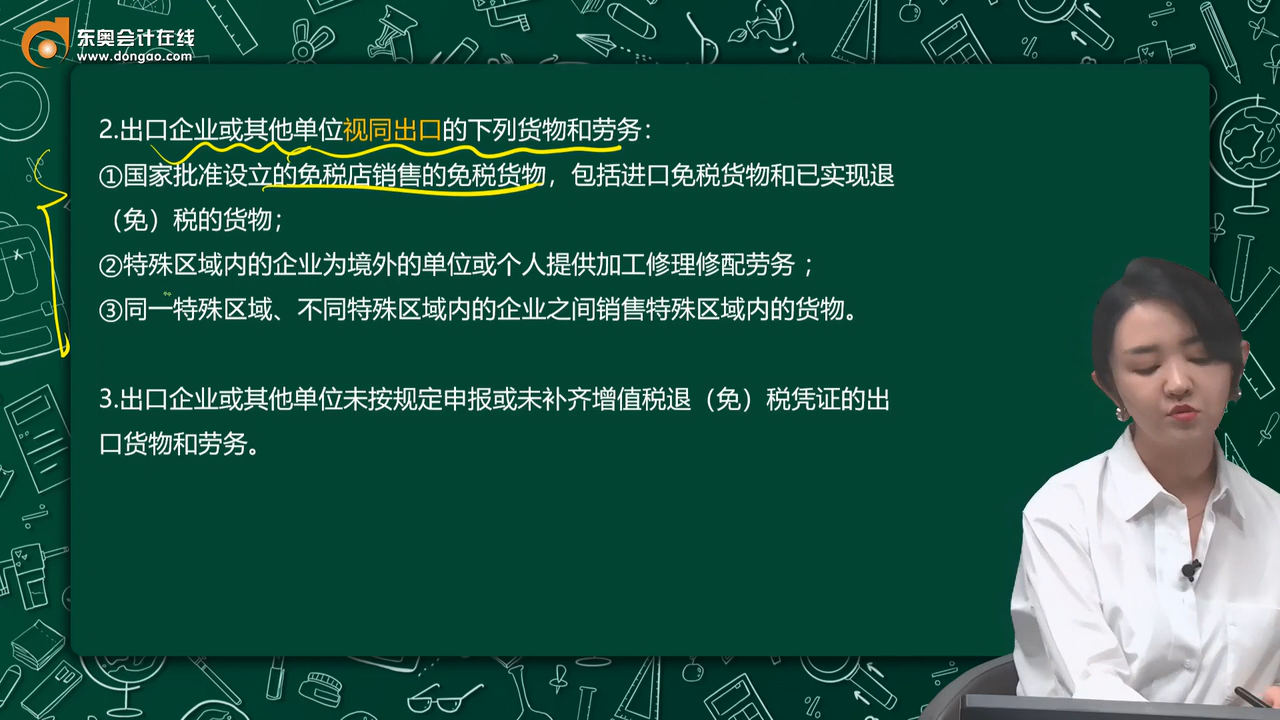 东奥会计在线
www.dongao.com
2.出口企业或其他单位视同出口的下列货物和劳务：
①国家批准设立的免税店销售的免税货物，包括进口免税货物和已实现退
（免）税的货物；
②特殊区域内的企业为境外的单位或个人提供加工修理修配劳务；
③同一特殊区域、不同特殊区域内的企业之间销售特殊区域内的货物。
3.出口企业或其他单位未按规定申报或未补齐增值税退（免）税凭证的出
口货物和劳务。